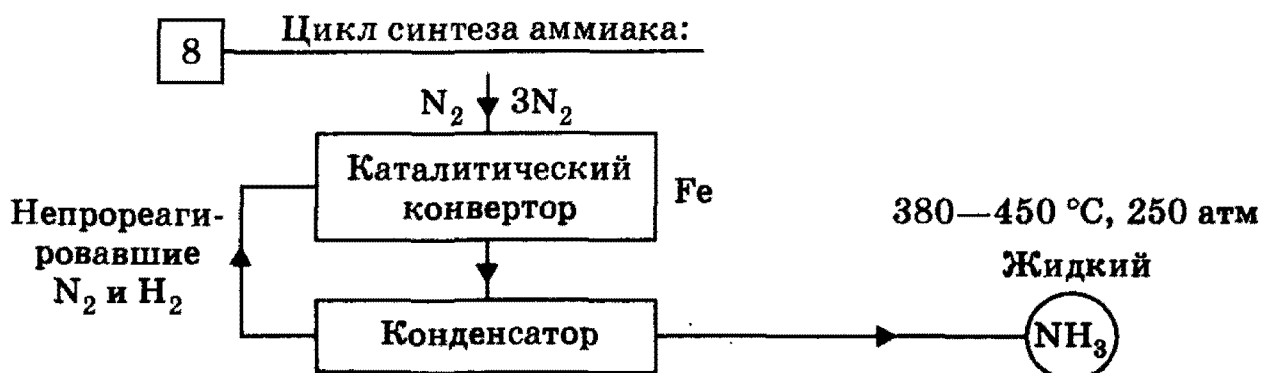 8
Цикл синтеза аммиака:
N₂ 3N₂
Каталитический
конвертор
Fe
Непрореаги-
ровавшие
N₂ и H₂
380—450 °C, 250 атм
Жидкий
Конденсатор
NH₃